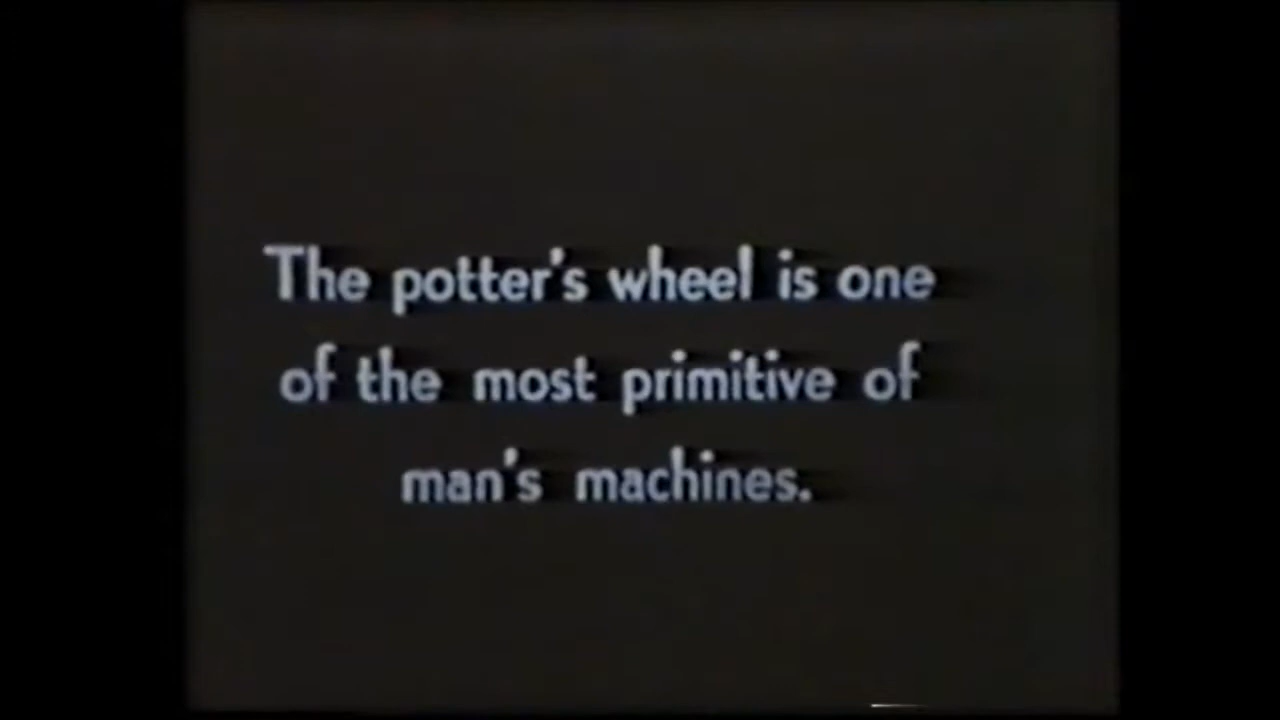 The potter's wheel is one
of the most primitive of
man's machines.